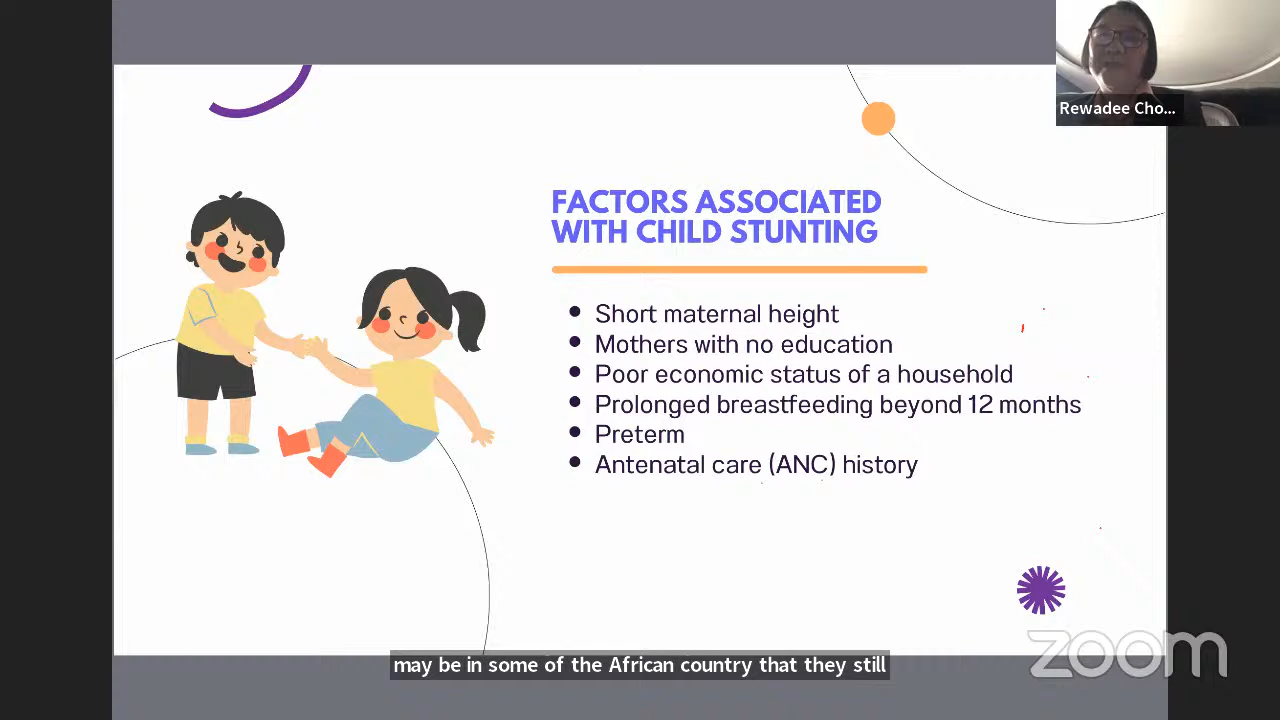 Rewadee Cho...
FACTORS ASSOCIATED
WITH CHILD STUNTING
• Short maternal height
• Mothers with no education
• Poor economic status of a household
• Prolonged breastfeeding beyond 12 months
• Preterm
• Antenatal care (ANC) history
zoom
may be in some of the African country that they still